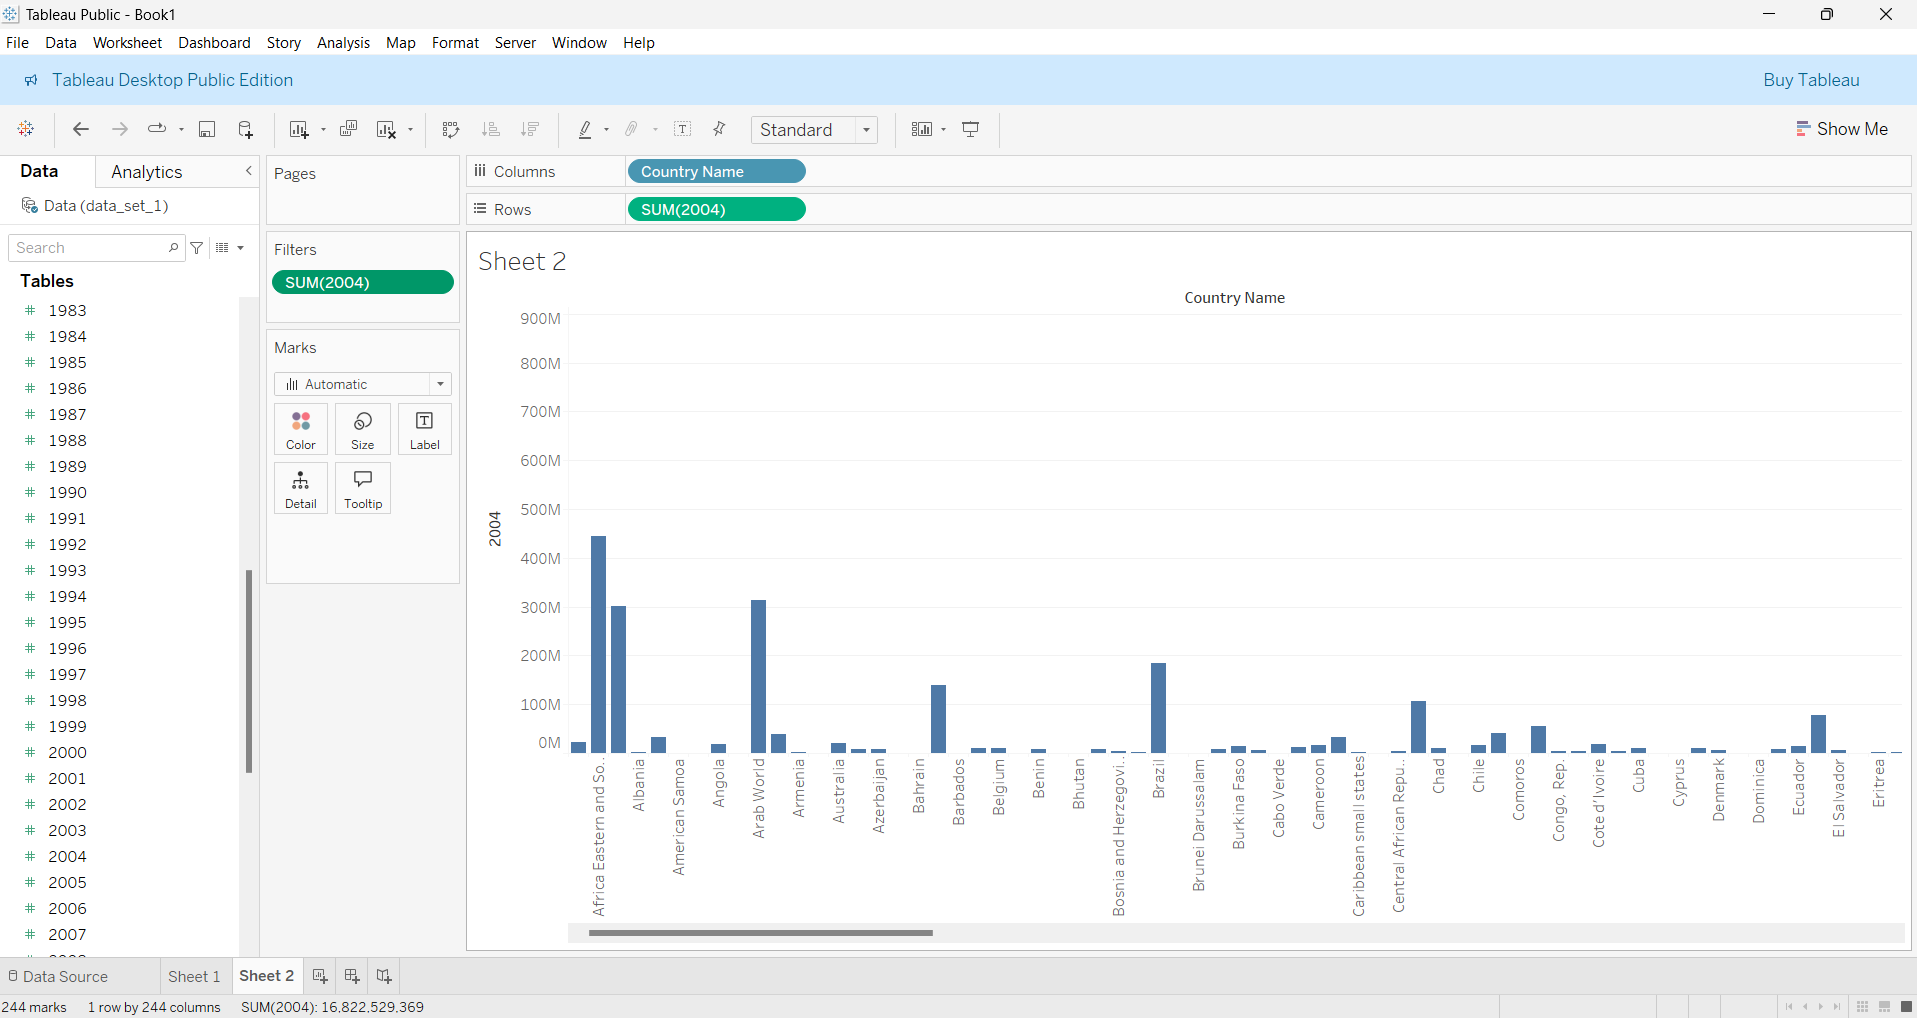 Tableau Public - Book1
File Data Worksheet Dashboard Story Analysis Map Format Server Window Help
Tableau Desktop Public Edition
Buy Tableau
Standard
Show Me
Data
Analytics
Data (data_set_1)
Search
Tables
1983
1984
1985
1986
1987
1988
1989
1990
1991
1992
1993
1994
1995
1996
1997
1998
1999
2000
2001
2002
2003
2004
2005
2006
2007
Pages
Filters
SUM(2004)
Marks
Automatic
Color
Size
Label
Detail
Tooltip
Columns
Country Name
Rows
SUM(2004)
Sheet 2
Country Name
2004
900M
800M
700M
600M
500M
400M
300M
200M
100M
0M
Africa Eastern and So..
Albania
American Samoa
Angola
Arab World
Armenia
Australia
Azerbaijan
Bahrain
Barbados
Belgium
Benin
Bhutan
Bosnia and Herzegovi..
Brazil
Brunei Darussalam
Burkina Faso
Cabo Verde
Cameroon
Caribbean small states
Central African Repu..
Chad
Chile
Comoros
Congo, Rep.
Cote d'Ivoire
Cuba
Cyprus
Denmark
Dominica
Ecuador
El Salvador
Eritrea
Data Source
Sheet 1
Sheet 2
244 marks
1 row by 244 columns
SUM(2004): 16,822,529,369